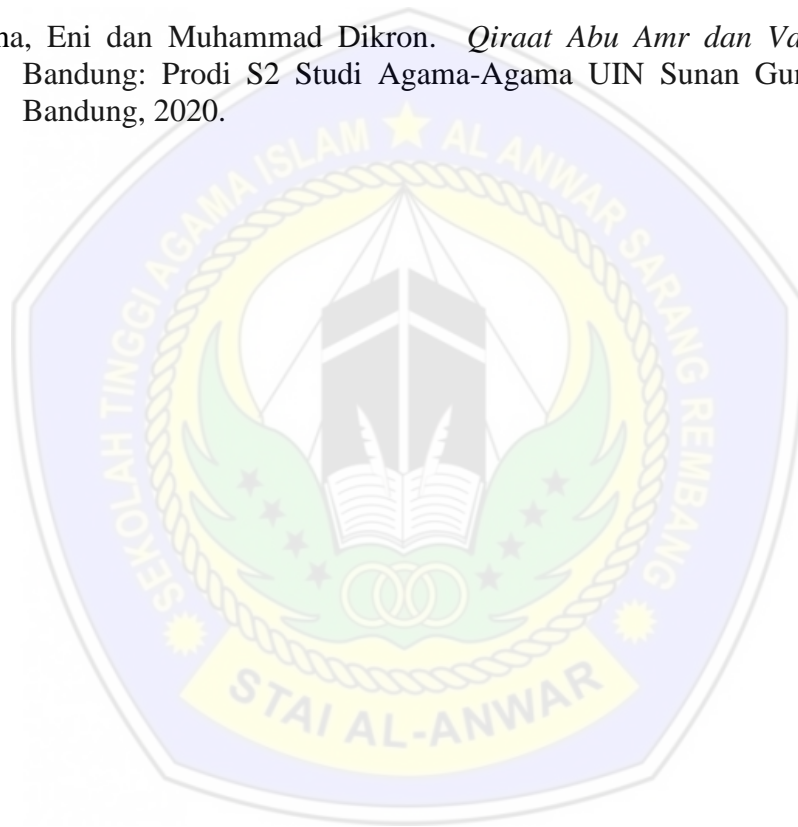 na, Eni dan Muhammad Dikron. Qiraat Abu Amr dan Va
Bandung: Prodi S2 Studi Agama-Agama UIN Sunan Gu
Bandung, 2020.
SEKOLAH TINGGI AGAMA ISLAM ★ AL ANWAR SARANG REMBANG
STAI AL-ANWAR